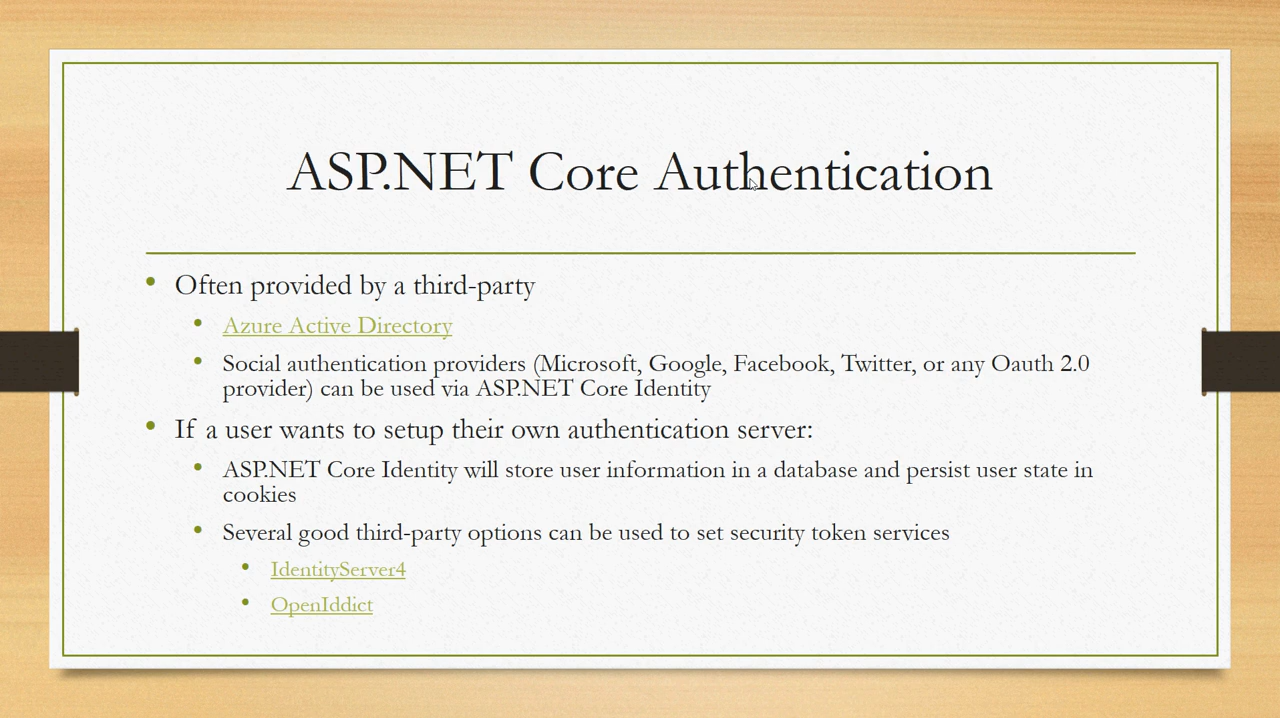 ASP.NET Core Authentication
• Often provided by a third-party
• Azure Active Directory
• Social authentication providers (Microsoft, Google, Facebook, Twitter, or any Oauth 2.0
provider) can be used via ASP.NET Core Identity
• If a user wants to setup their own authentication server:
• ASP.NET Core Identity will store user information in a database and persist user state in
cookies
• Several good third-party options can be used to set security token services
• IdentityServer4
• OpenIddict